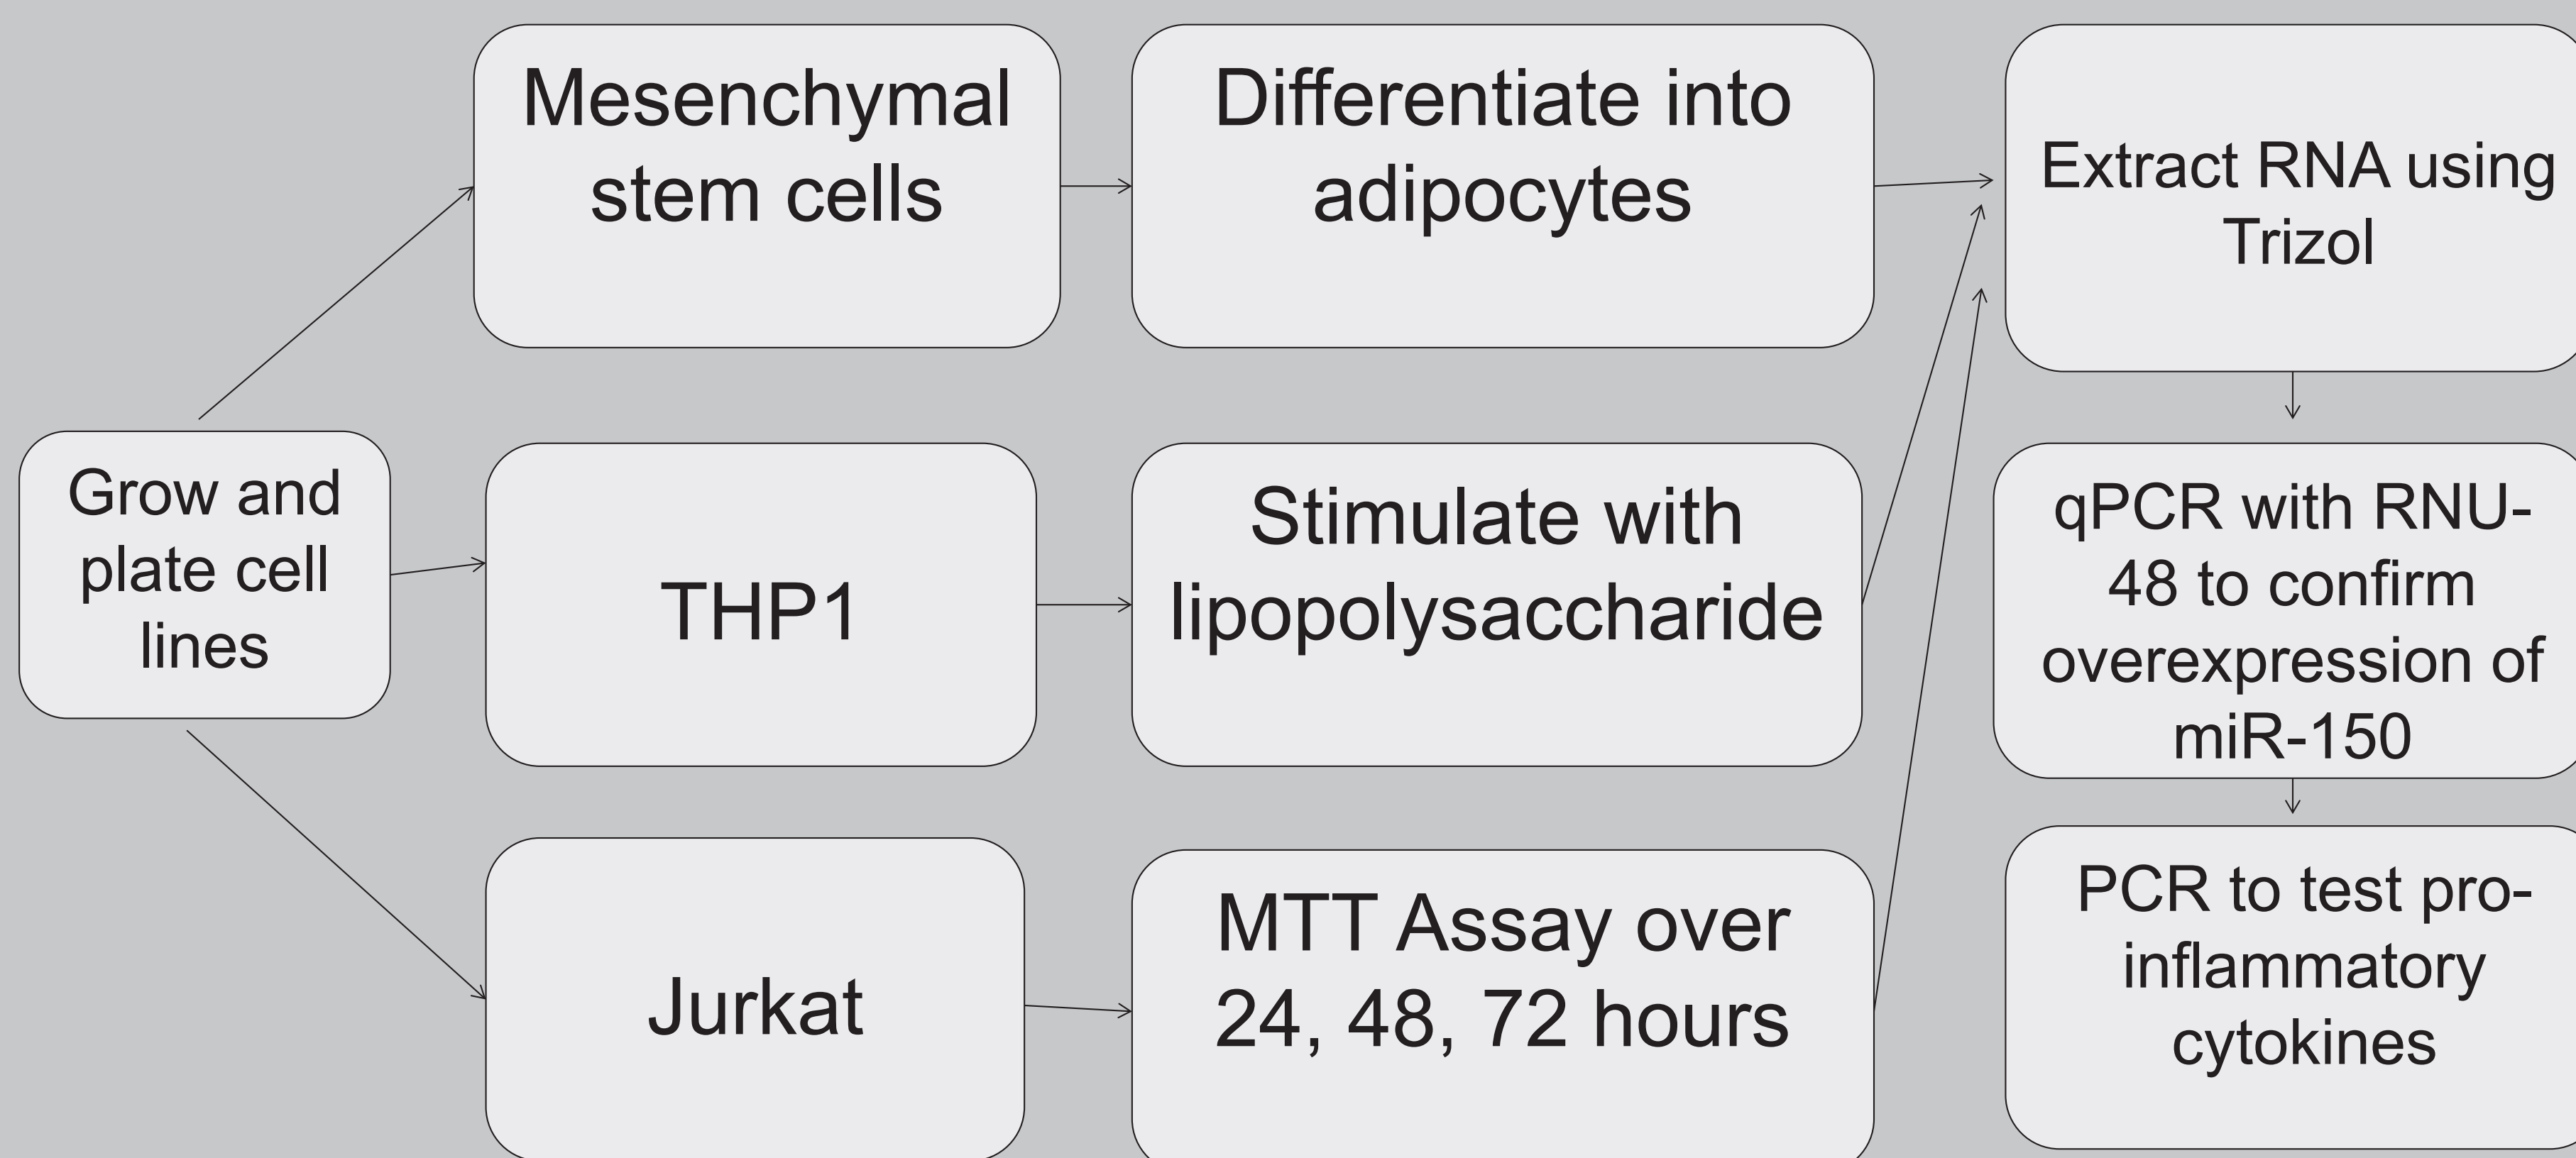 Mesenchymal
stem cells
Differentiate into
adipocytes
Extract RNA using
Trizol
Grow and
plate cell
lines
THP1
Stimulate with
lipopolysaccharide
qPCR with RNU-
48 to confirm
overexpression of
miR-150
Jurkat
MTT Assay over
24, 48, 72 hours
PCR to test pro-
inflammatory
cytokines